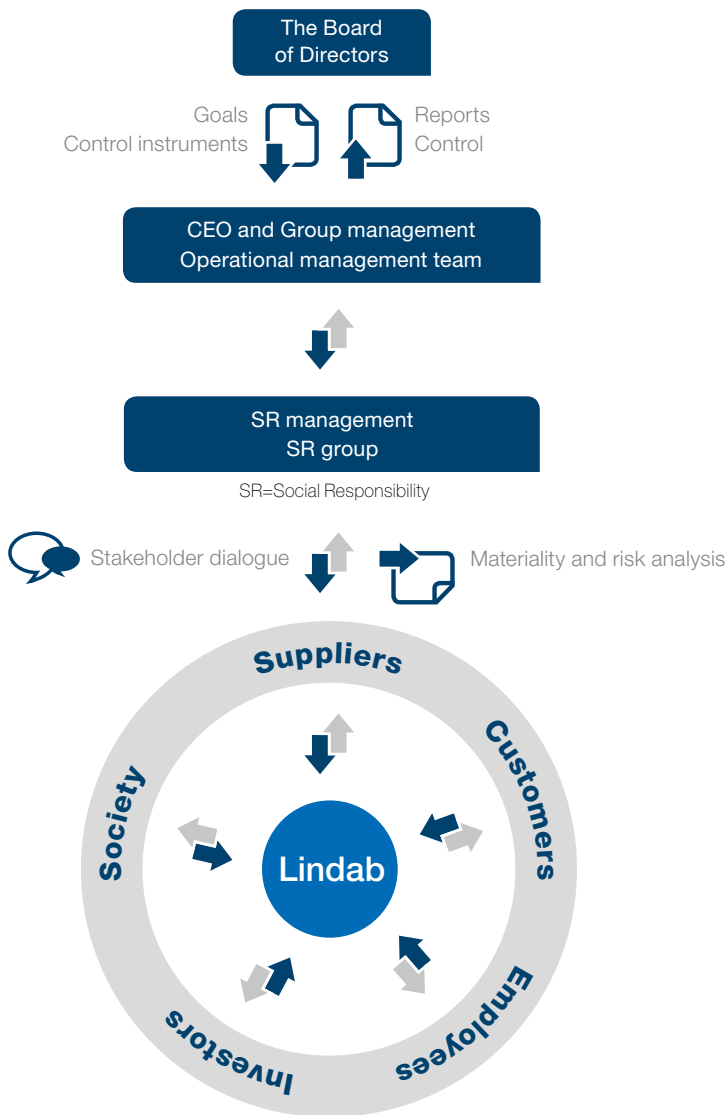 The Board
of Directors
Goals
Control instruments
Reports
Control
CEO and Group management
Operational management team
SR management
SR group
SR=Social Responsibility
Stakeholder dialogue
Materiality and risk analysis
Suppliers
Customers
Society
Lindab
Employees
Investors